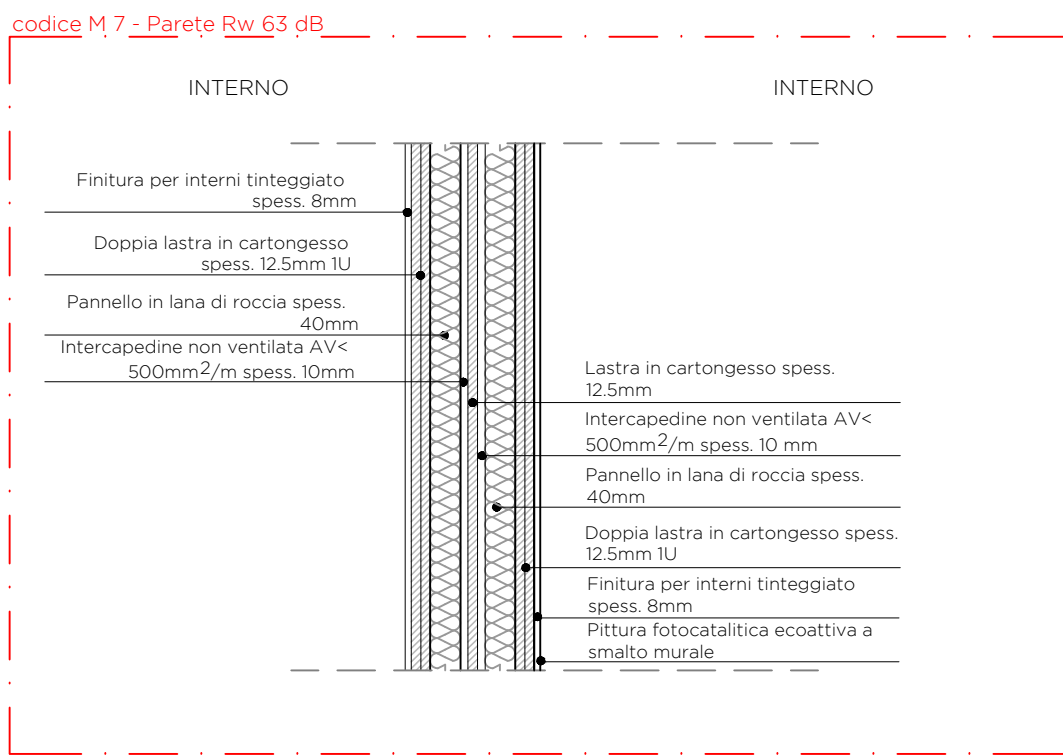 codice M 7 - Parete Rw 63 dB
INTERNO
INTERNO
Finitura per interni tinteggiato
spess. 8mm
Doppia lastra in cartongesso
spess. 12.5mm 1U
Pannello in lana di roccia spess.
40mm
Intercapedine non ventilata AV<
500mm2/m spess. 10mm
Lastra in cartongesso spess.
12.5mm
Intercapedine non ventilata AV<
500mm2/m spess. 10 mm
Pannello in lana di roccia spess.
40mm
Doppia lastra in cartongesso spess.
12.5mm 1U
Finitura per interni tinteggiato
spess. 8mm
Pittura fotocatalitica ecoattiva a
smalto murale